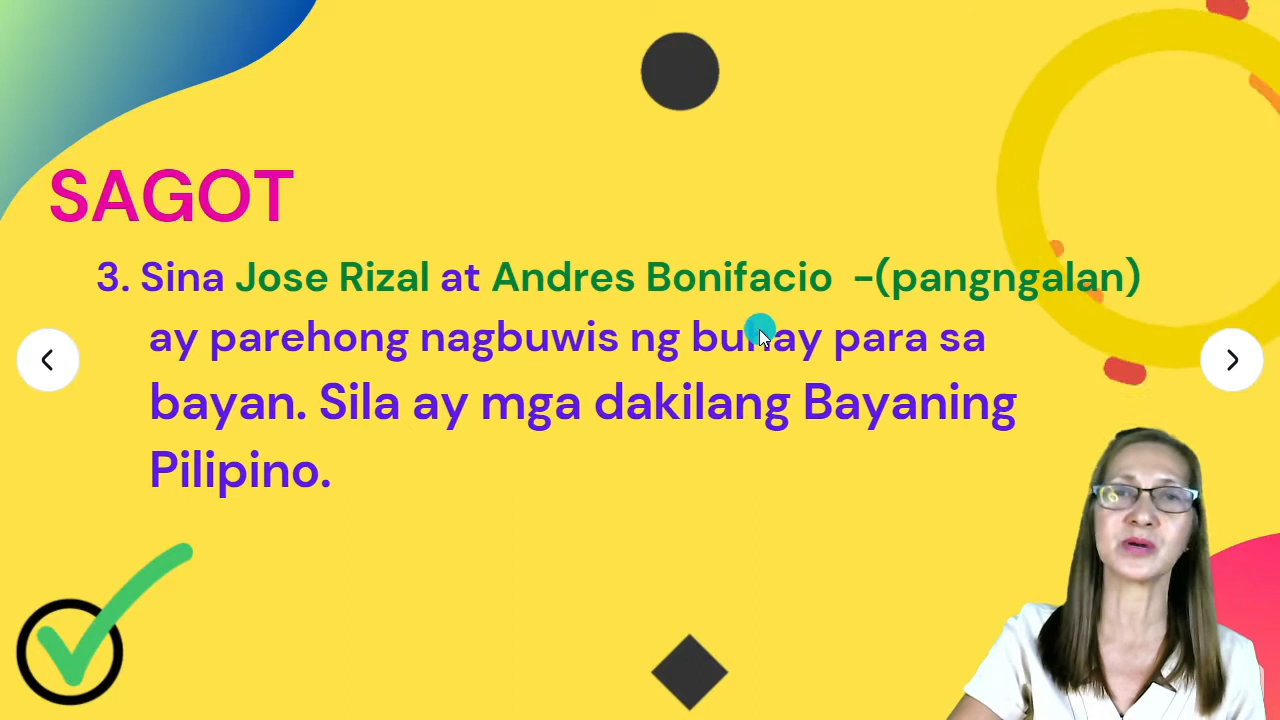 SAGOT
3. Sina Jose Rizal at Andres Bonifacio -(pangngalan)
ay parehong nagbuwis ng buhay para sa
bayan. Sila ay mga dakilang Bayaning
Pilipino.